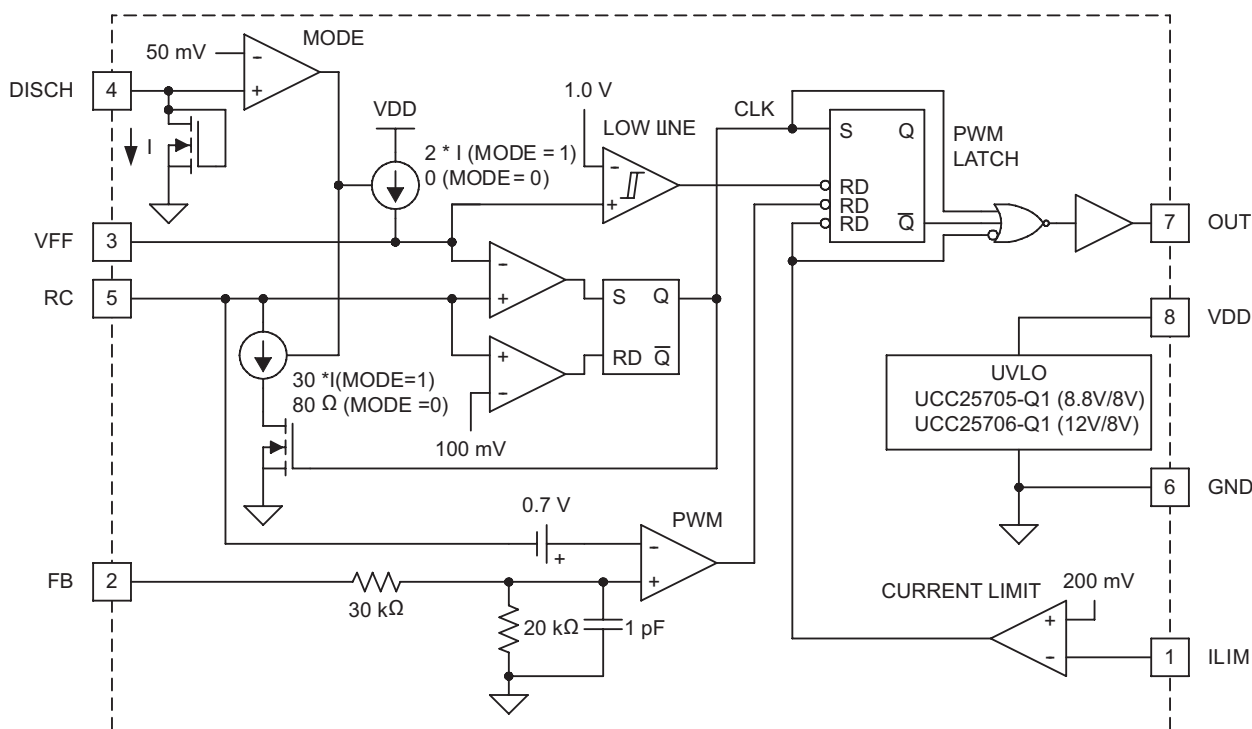 MODE
50 mV
-
+
DISCH
4
I
VDD
2 * I (MODE = 1)
0 (MODE = 0)
1.0 V
LOW LINE
-
+
CLK
S
Q
RD
RD
RD
Q
PWM
LATCH
7
OUT
VFF
3
RC
5
-
+
S
Q
RD
Q
+
-
30 *I(MODE=1)
80 Ω (MODE =0)
100 mV
8
VDD
UVLO
UCC25705-Q1 (8.8V/8V)
UCC25706-Q1 (12V/8V)
6
GND
0.7 V
+
PWM
-
+
FB
2
30 kΩ
20 kΩ
1 pF
CURRENT LIMIT
200 mV
+
-
1
ILIM